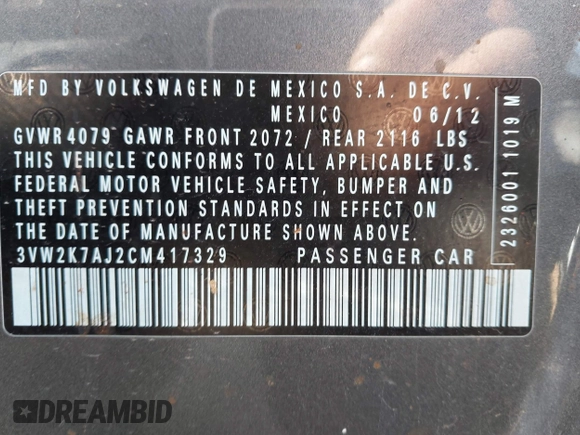 MFD BY VOLKSWAGEN DE MEXICO S.A. DE C.V.
MEXICO 06/12
GVWR 4079 GAWR FRONT 2072 / REAR 2116 LBS
THIS VEHICLE CONFORMS TO ALL APPLICABLE U.S.
FEDERAL MOTOR VEHICLE SAFETY, BUMPER AND
THEFT PREVENTION STANDARDS IN EFFECT ON
THE DATE OF MANUFACTURE SHOWN ABOVE.
3VW2K7AJ2CM417329 PASSENGER CAR
2326001 1019 M
DREAMBID